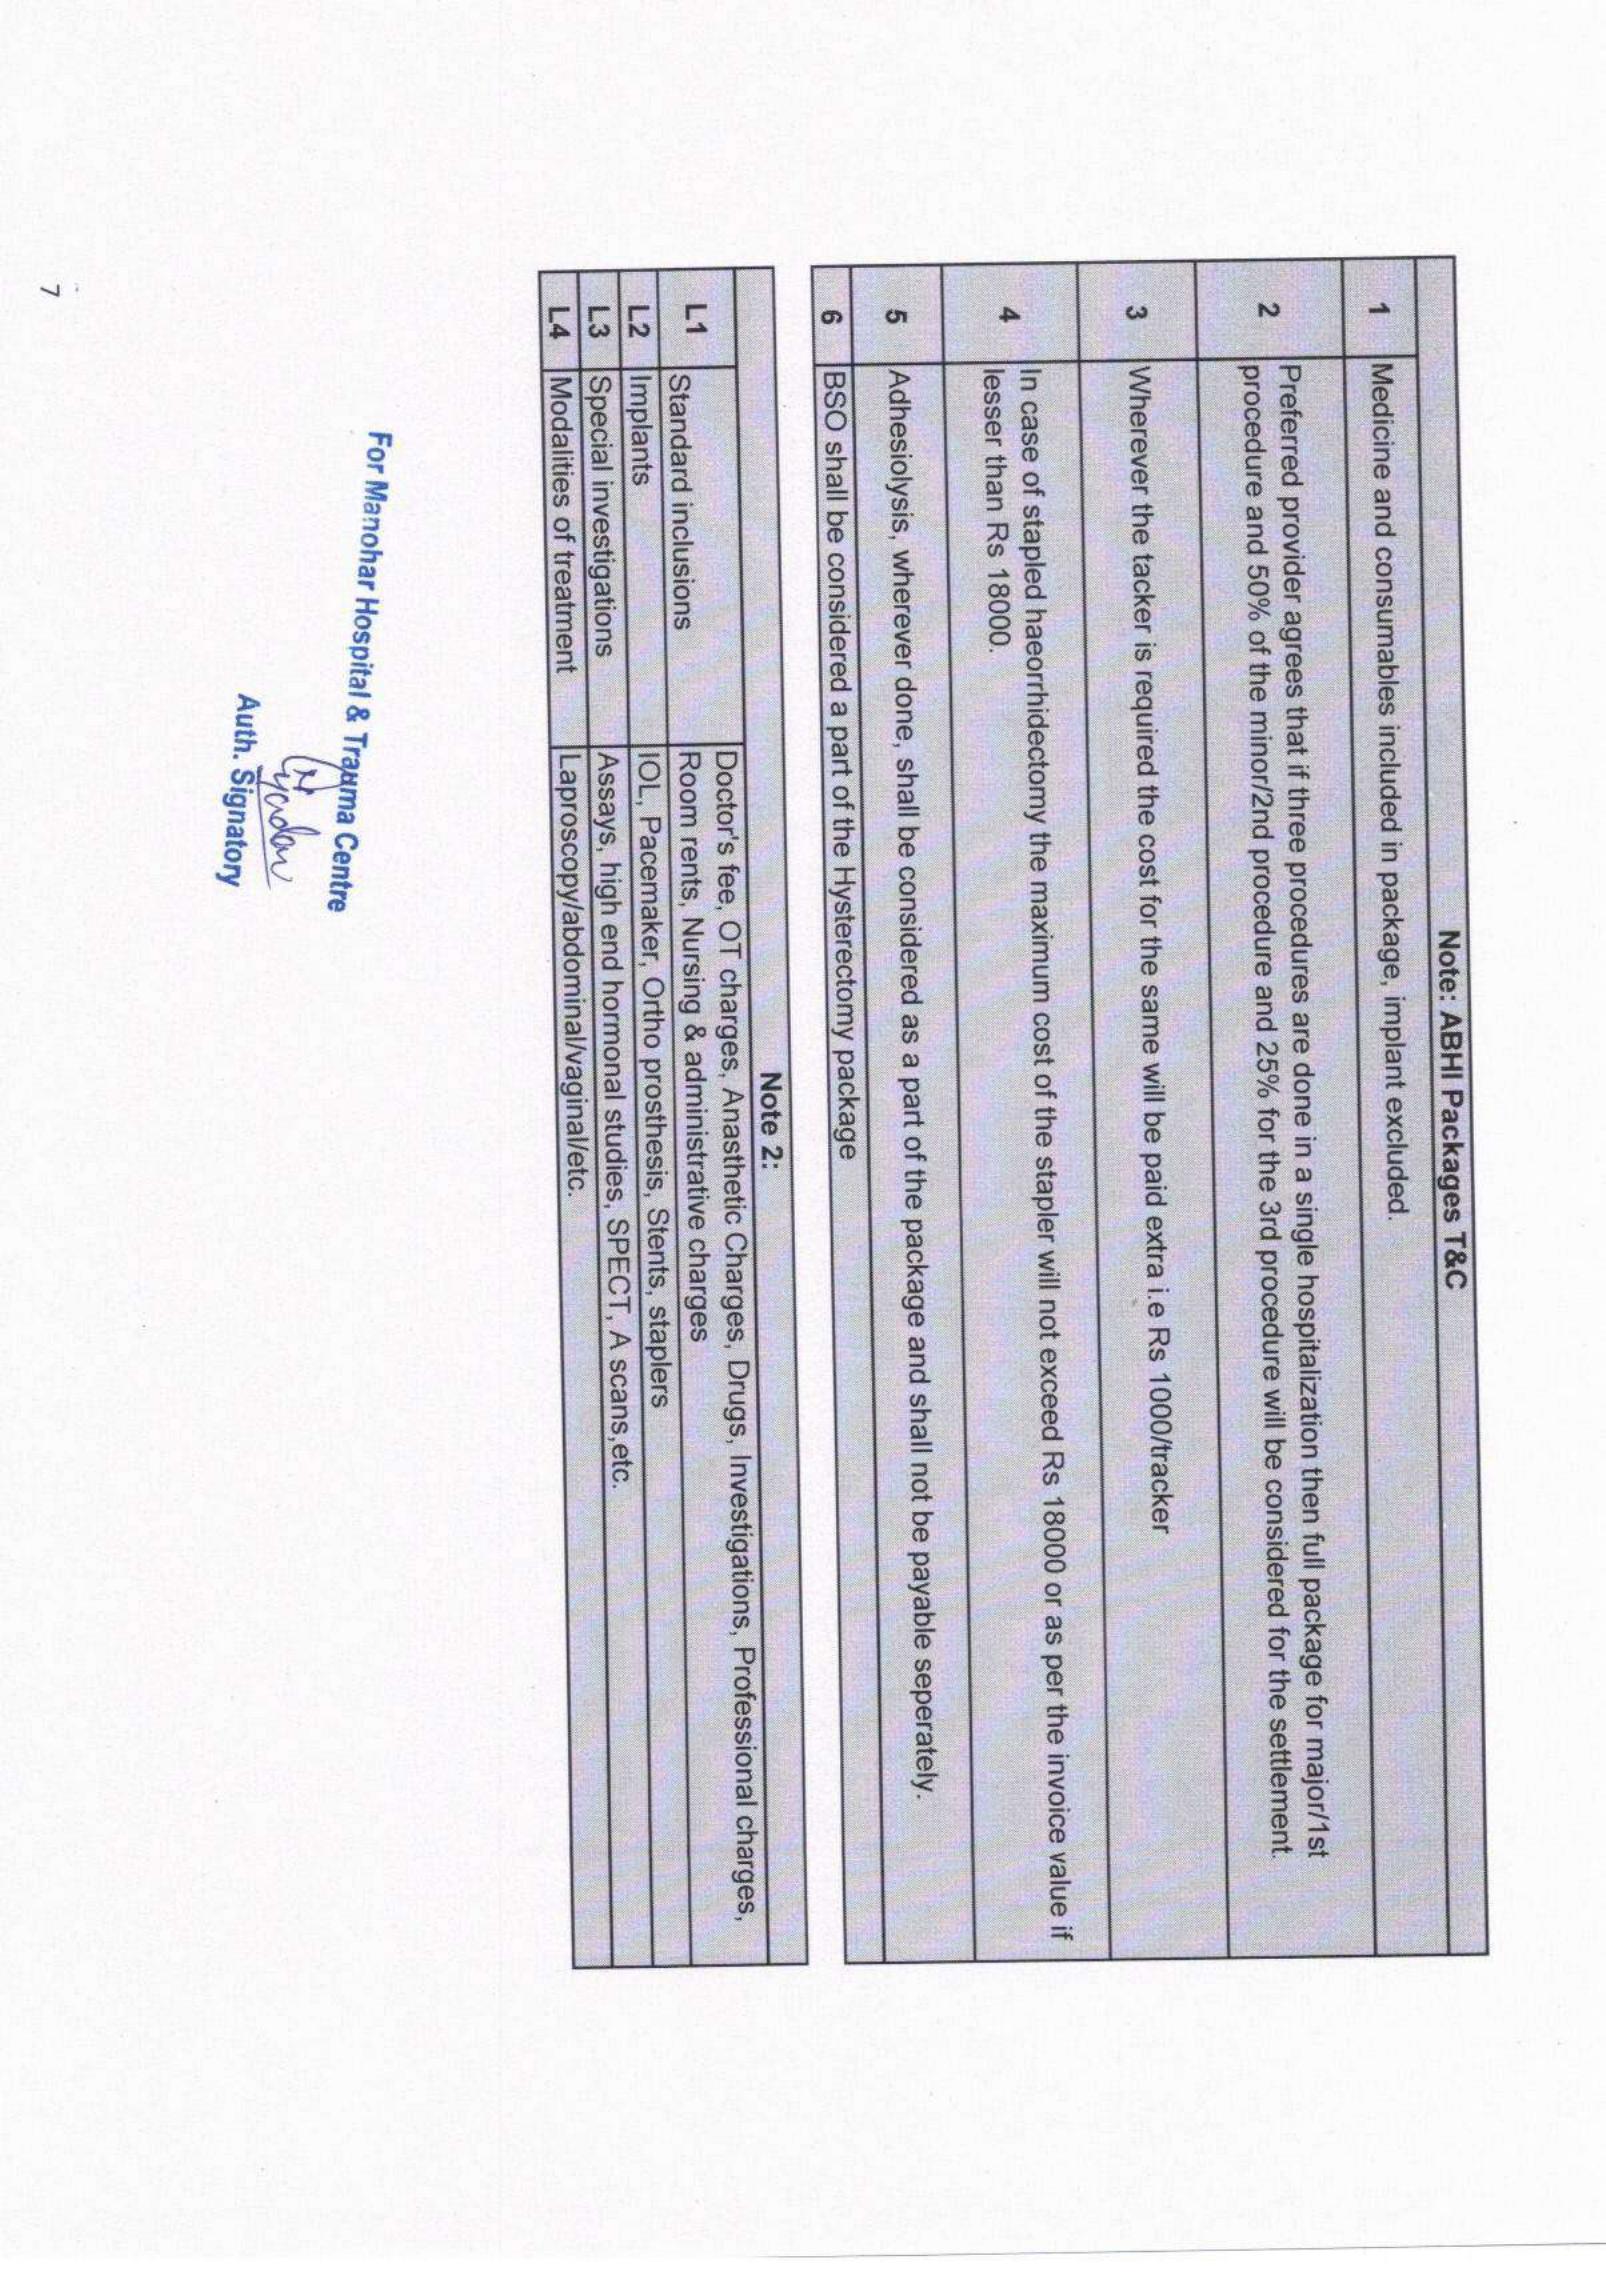 Note: ABHI Packages T&C
1 Medicine and consumables included in package, implant excluded.
2 Preferred provider agrees that if three procedures are done in a single hospitalization then full package for major/1st
procedure and 50% of the minor/2nd procedure and 25% for the 3rd procedure will be considered for the settlement.
3 Wherever the tacker is required the cost for the same will be paid extra i.e Rs 1000/tracker
4 In case of stapled haeorrhidectomy the maximum cost of the stapler will not exceed Rs 18000 or as per the invoice value if
lesser than Rs 18000.
5 Adhesiolysis, wherever done, shall be considered as a part of the package and shall not be payable seperately.
6 BSO shall be considered a part of the Hysterectomy package
Note 2:
L1 Standard inclusions Doctor's fee, OT charges, Anasthetic Charges, Drugs, Investigations, Professional charges,
Room rents, Nursing & administrative charges
L2 Implants IOL, Pacemaker, Ortho prosthesis, Stents, staplers
L3 Special investigations Assays, high end hormonal studies, SPECT, A scans,etc.
L4 Modalities of treatment Laproscopy/abdominal/vaginal/etc.
For Manohar Hospital & Trauma Centre
Auth. Signatory
7